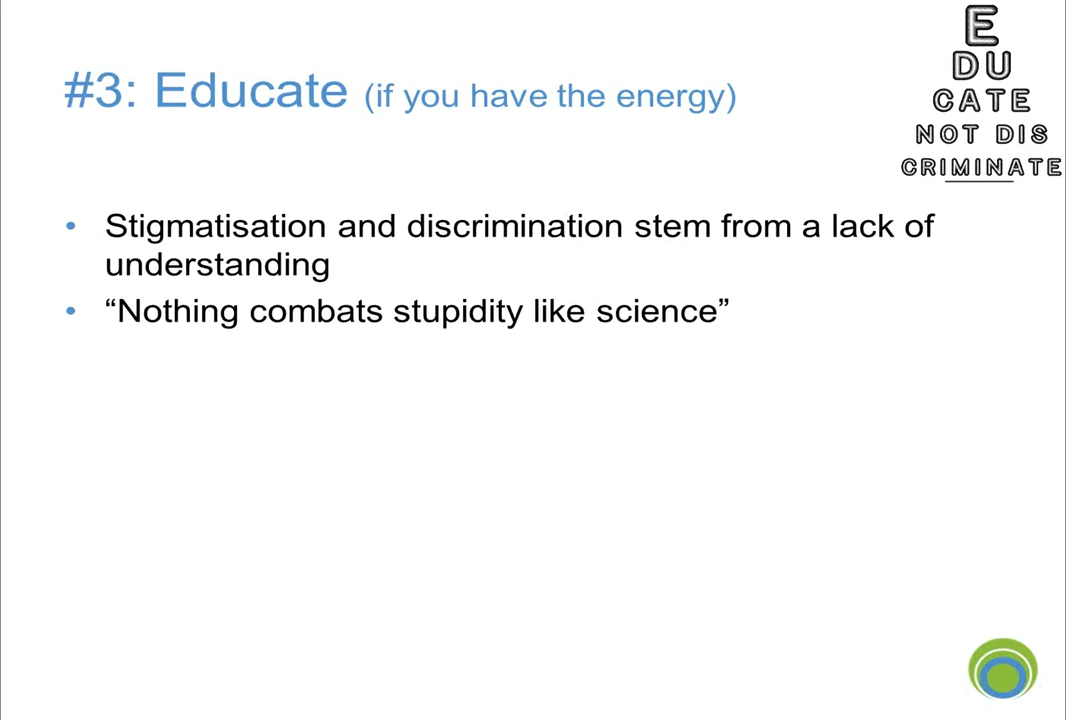 E
DU
CATE
NOT DIS
CRIMINATE
#3: Educate (if you have the energy)
• Stigmatisation and discrimination stem from a lack of
understanding
• “Nothing combats stupidity like science”